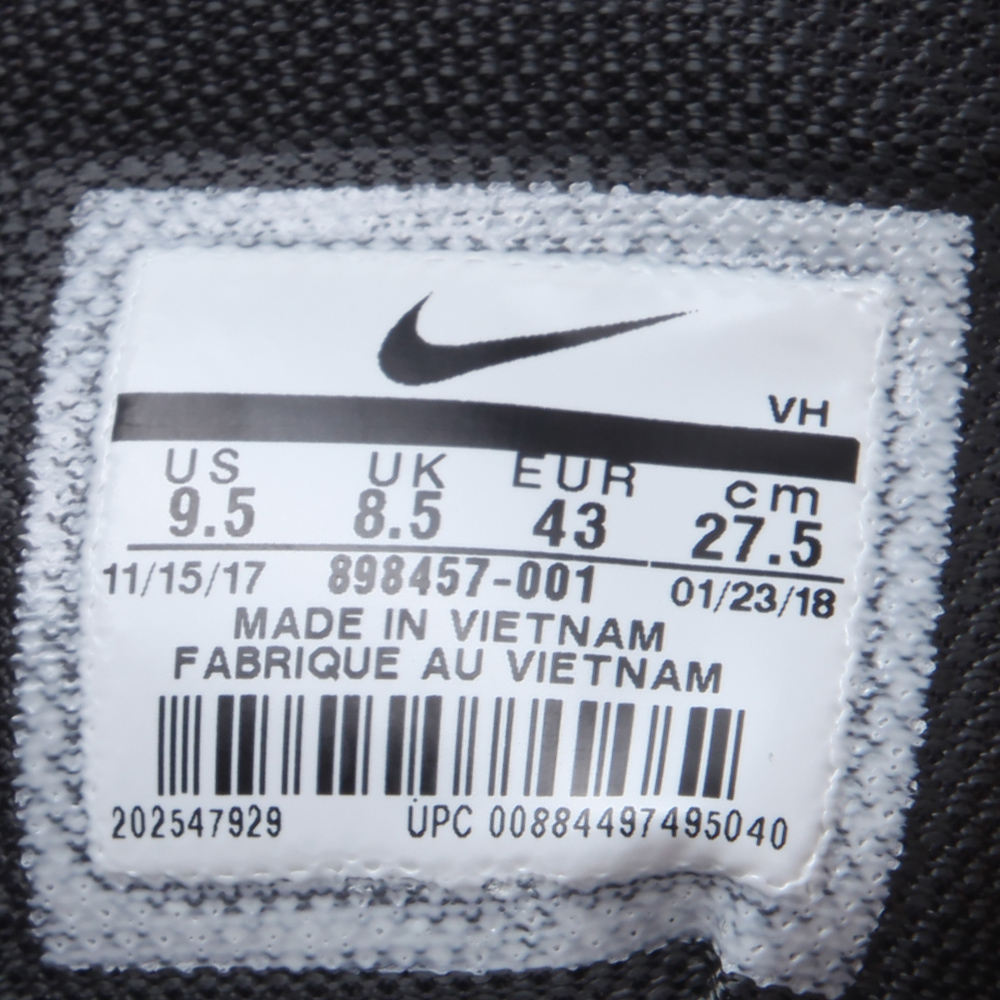 VH
US UK EUR cm
9.5 8.5 43 27.5
11/15/17 898457-001 01/23/18
MADE IN VIETNAM
FABRIQUE AU VIETNAM
202547929 UPC 00884497495040